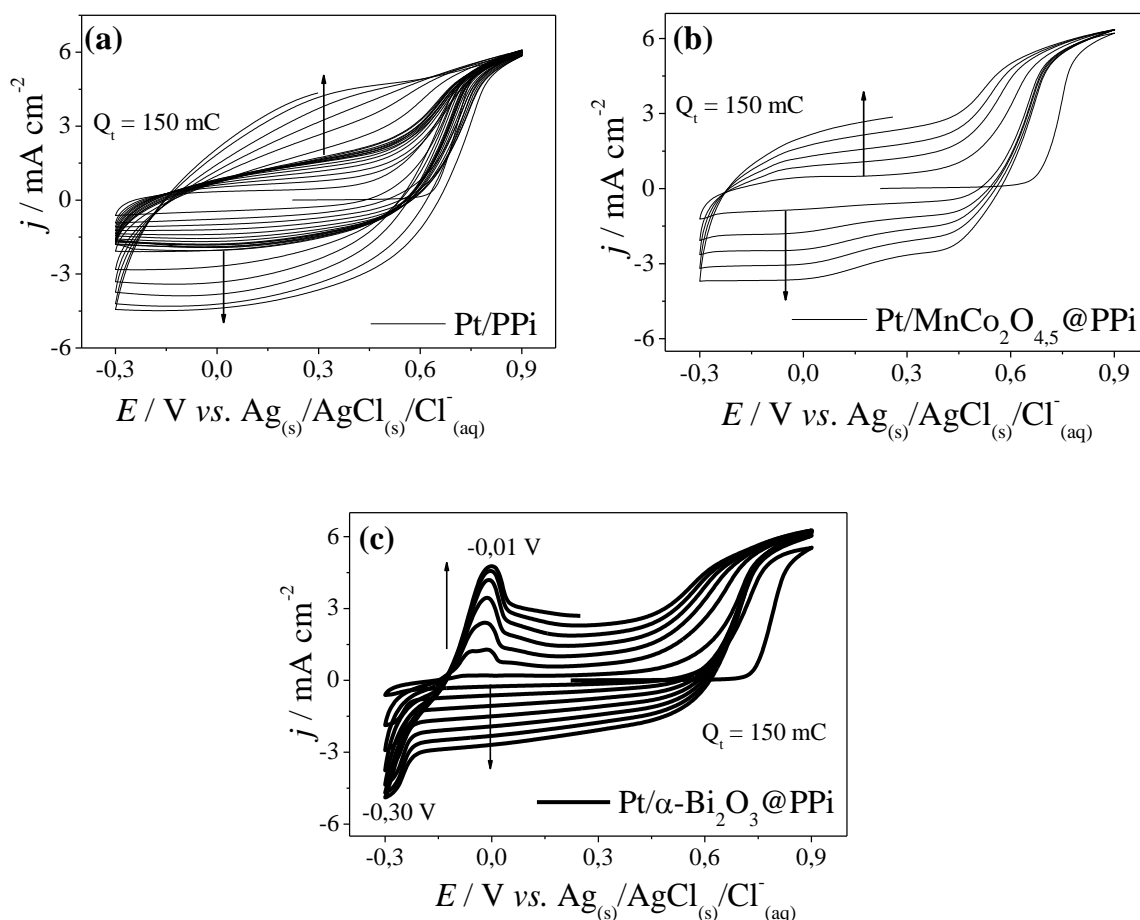 (a)
6
3
0
-3
-6
j / mA cm⁻²
Qₜ = 150 mC
Pt/PPi
-0,3 0,0 0,3 0,6 0,9
E / V vs. Ag₍ₛ₎/AgCl₍ₛ₎/Cl⁻₍aq₎
(b)
6
3
0
-3
-6
j / mA cm⁻²
Qₜ = 150 mC
Pt/MnCo₂O₄,₅@PPi
-0,3 0,0 0,3 0,6 0,9
E / V vs. Ag₍ₛ₎/AgCl₍ₛ₎/Cl⁻₍aq₎
(c)
6
3
0
-3
-6
j / mA cm⁻²
-0,01 V
Qₜ = 150 mC
-0,30 V
Pt/α-Bi₂O₃@PPi
-0,3 0,0 0,3 0,6 0,9
E / V vs. Ag₍ₛ₎/AgCl₍ₛ₎/Cl⁻₍aq₎